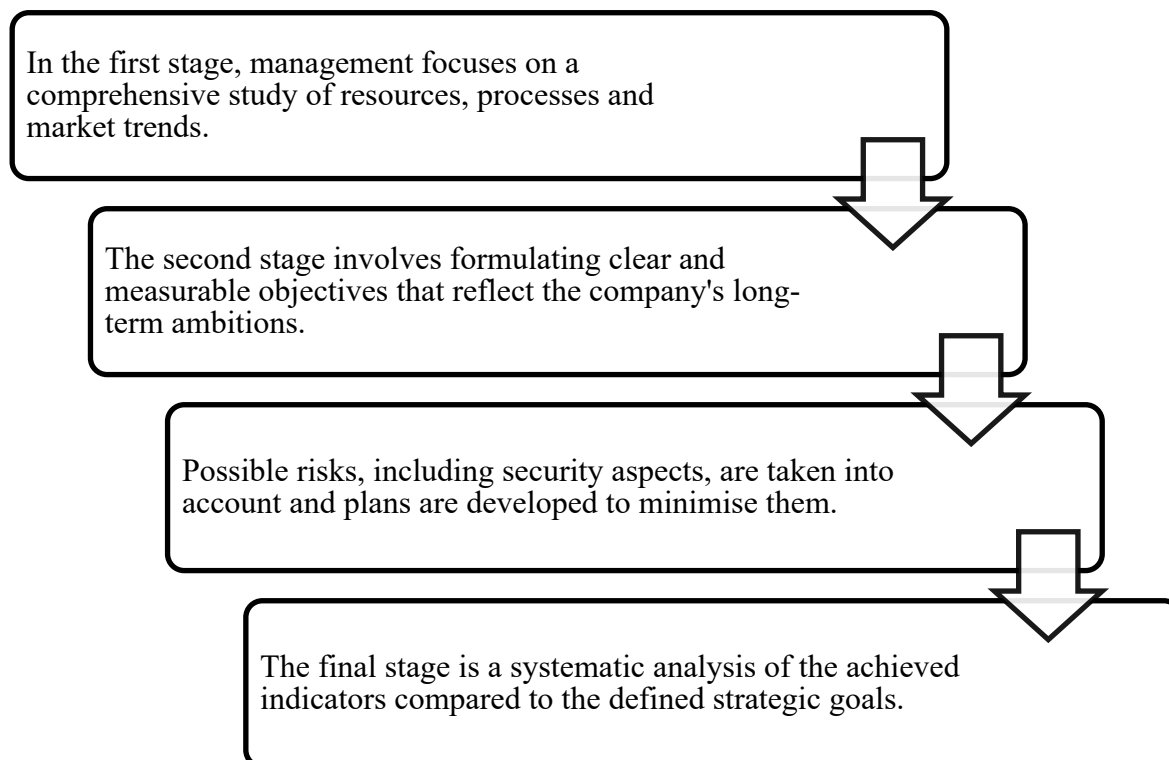 In the first stage, management focuses on a
comprehensive study of resources, processes and
market trends.
The second stage involves formulating clear and
measurable objectives that reflect the company's long-
term ambitions.
Possible risks, including security aspects, are taken into
account and plans are developed to minimise them.
The final stage is a systematic analysis of the achieved
indicators compared to the defined strategic goals.